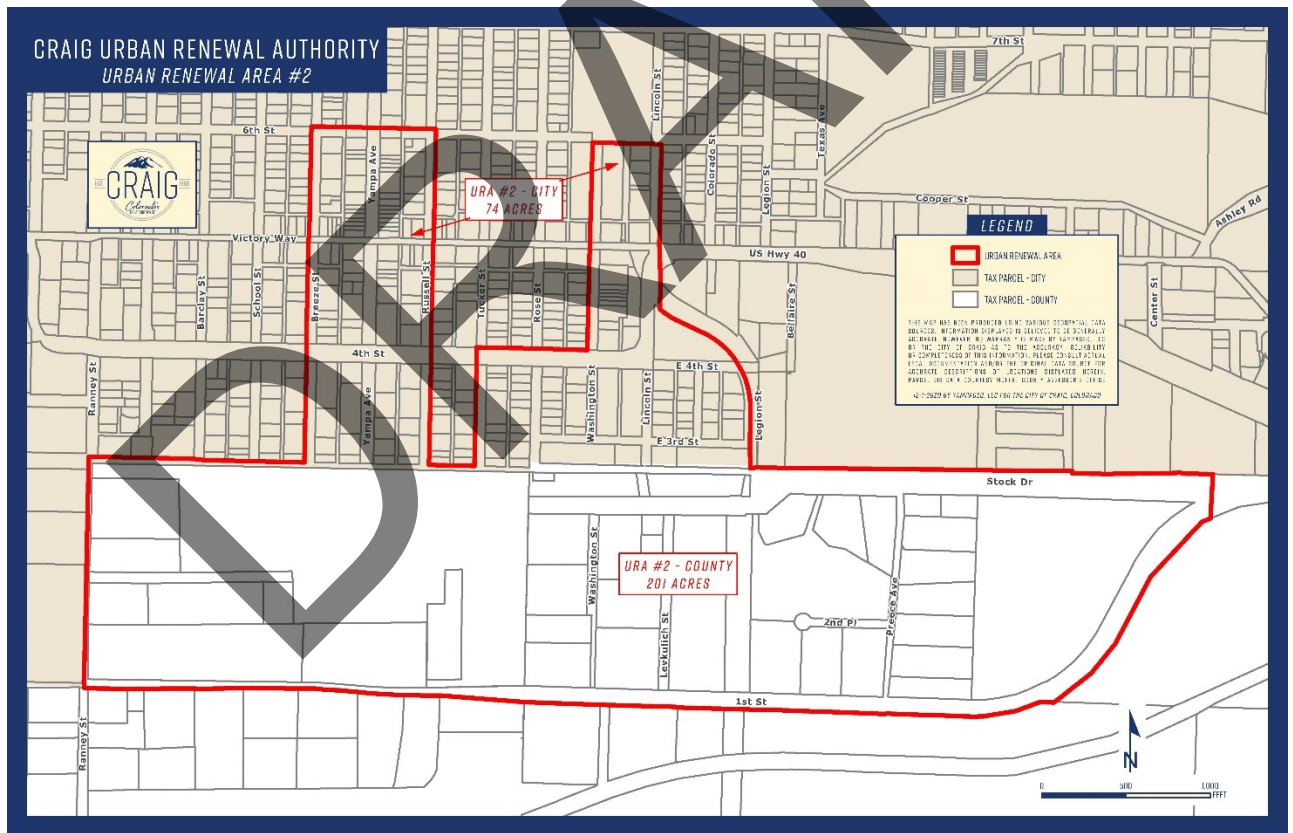 CRAIG URBAN RENEWAL AUTHORITY
URBAN RENEWAL AREA #2
DRA
7th St
Lincoln St
Texas Ave
6th St
Yampa Ave
Colorado St
Legion St
CRAIG
URA #2 - CITY
74 ACRES
Cooper St
Ashley Rd
LEGEND
URBAN RENEWAL AREA
TAX PARCEL - CITY
TAX PARCEL - COUNTY
Victory Way
US Hwy 40
Barclay St
School St
Breeze St
Russell St
Tucker St
Rose St
Bellaire St
Center St
4th St
E 4th St
Ranney St
Yampa Ave
Washington St
Lincoln St
Legion St
E 3rd St
Stock Dr
URA #2 - COUNTY
201 ACRES
Washington St
Levkulich St
2nd Pl
Preece Ave
1st St
Ranney St
N
0 500 1,000
FEET